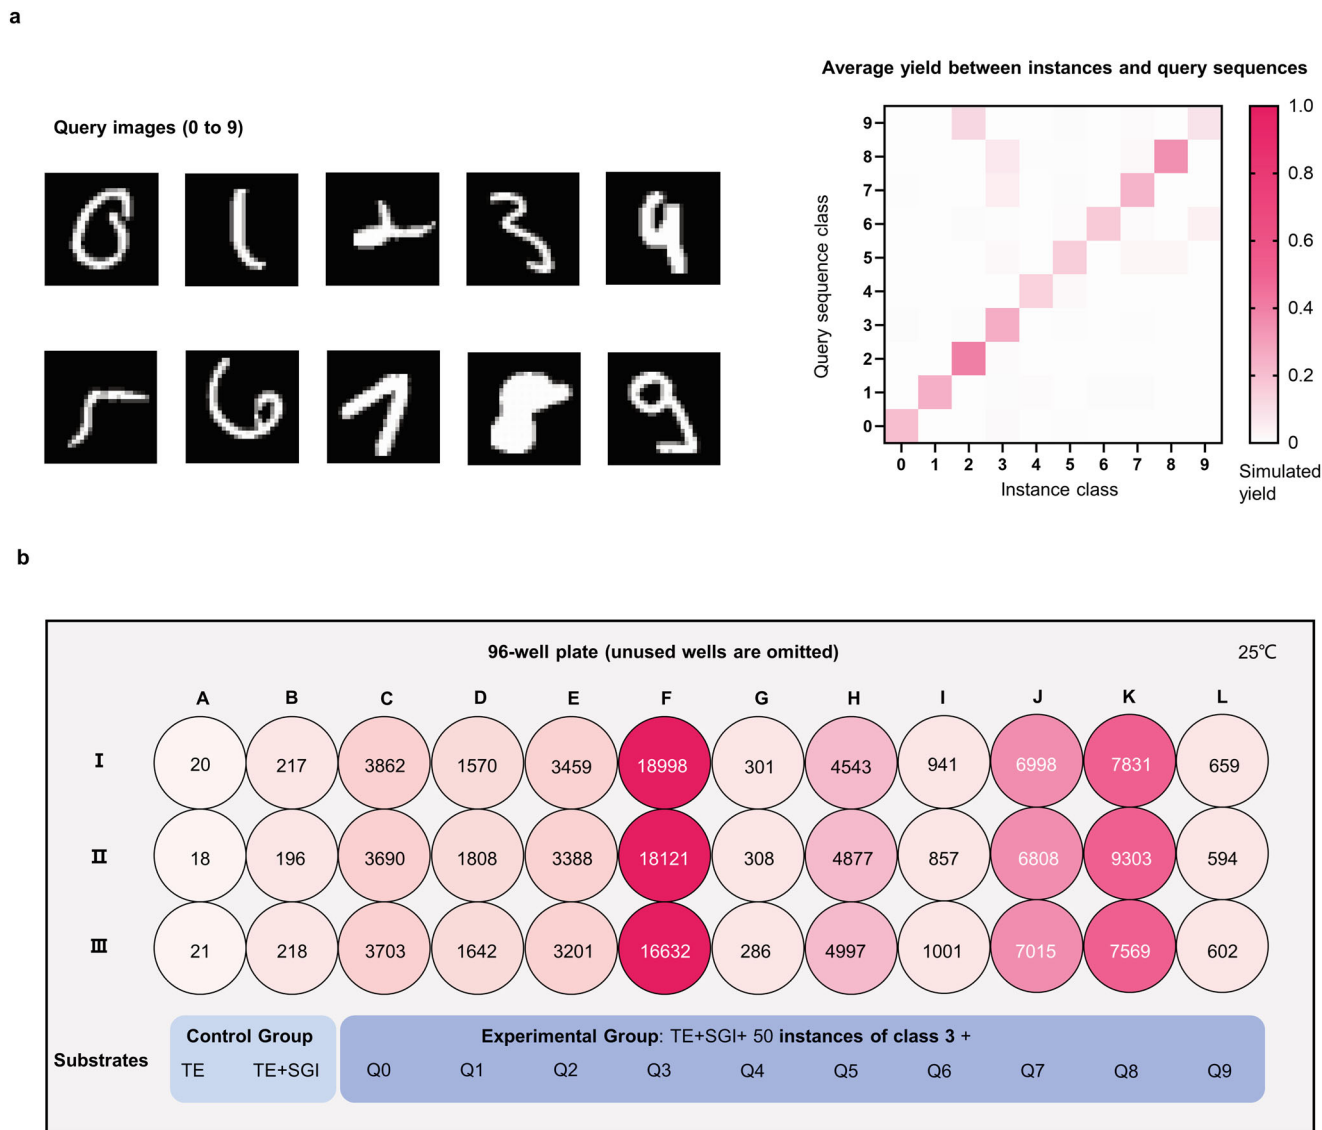 a
Average yield between instances and query sequences
Query images (0 to 9)
Query sequence class
9
8
7
6
5
4
3
2
1
0
0 1 2 3 4 5 6 7 8 9
Instance class
1.0
0.8
0.6
0.4
0.2
0
Simulated
yield
b
96-well plate (unused wells are omitted) 25℃
A B C D E F G H I J K L
I 20 217 3862 1570 3459 18998 301 4543 941 6998 7831 659
II 18 196 3690 1808 3388 18121 308 4877 857 6808 9303 594
III 21 218 3703 1642 3201 16632 286 4997 1001 7015 7569 602
Control Group Experimental Group: TE+SGI+ 50 instances of class 3 +
Substrates TE TE+SGI Q0 Q1 Q2 Q3 Q4 Q5 Q6 Q7 Q8 Q9